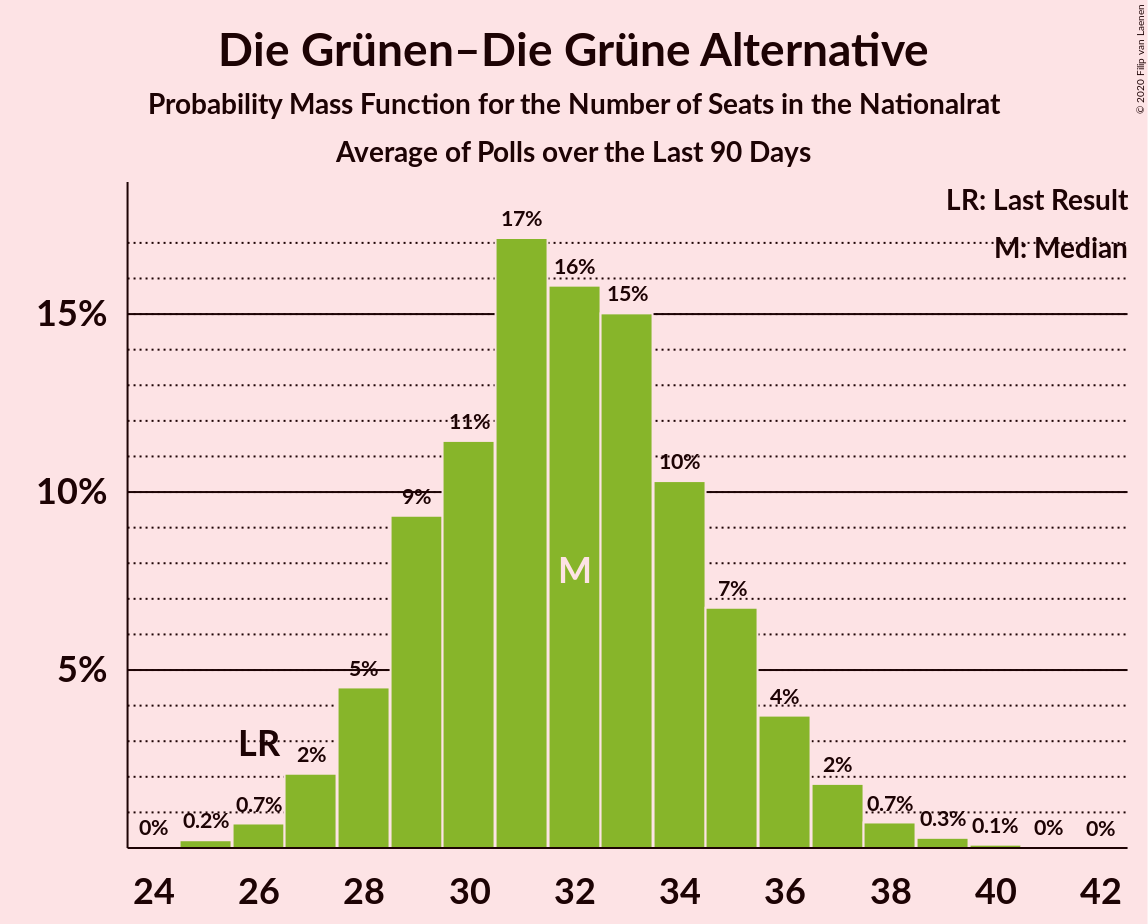 Die Grünen–Die Grüne Alternative
Probability Mass Function for the Number of Seats in the Nationalrat
Average of Polls over the Last 90 Days
© 2020 Filip van Laenen
LR: Last Result
M: Median
15%
10%
5%
0%
0.2%
0.7%
LR
2%
5%
9%
11%
17%
16%
M
15%
10%
7%
4%
2%
0.7%
0.3%
0.1%
0%
0%
24 26 28 30 32 34 36 38 40 42